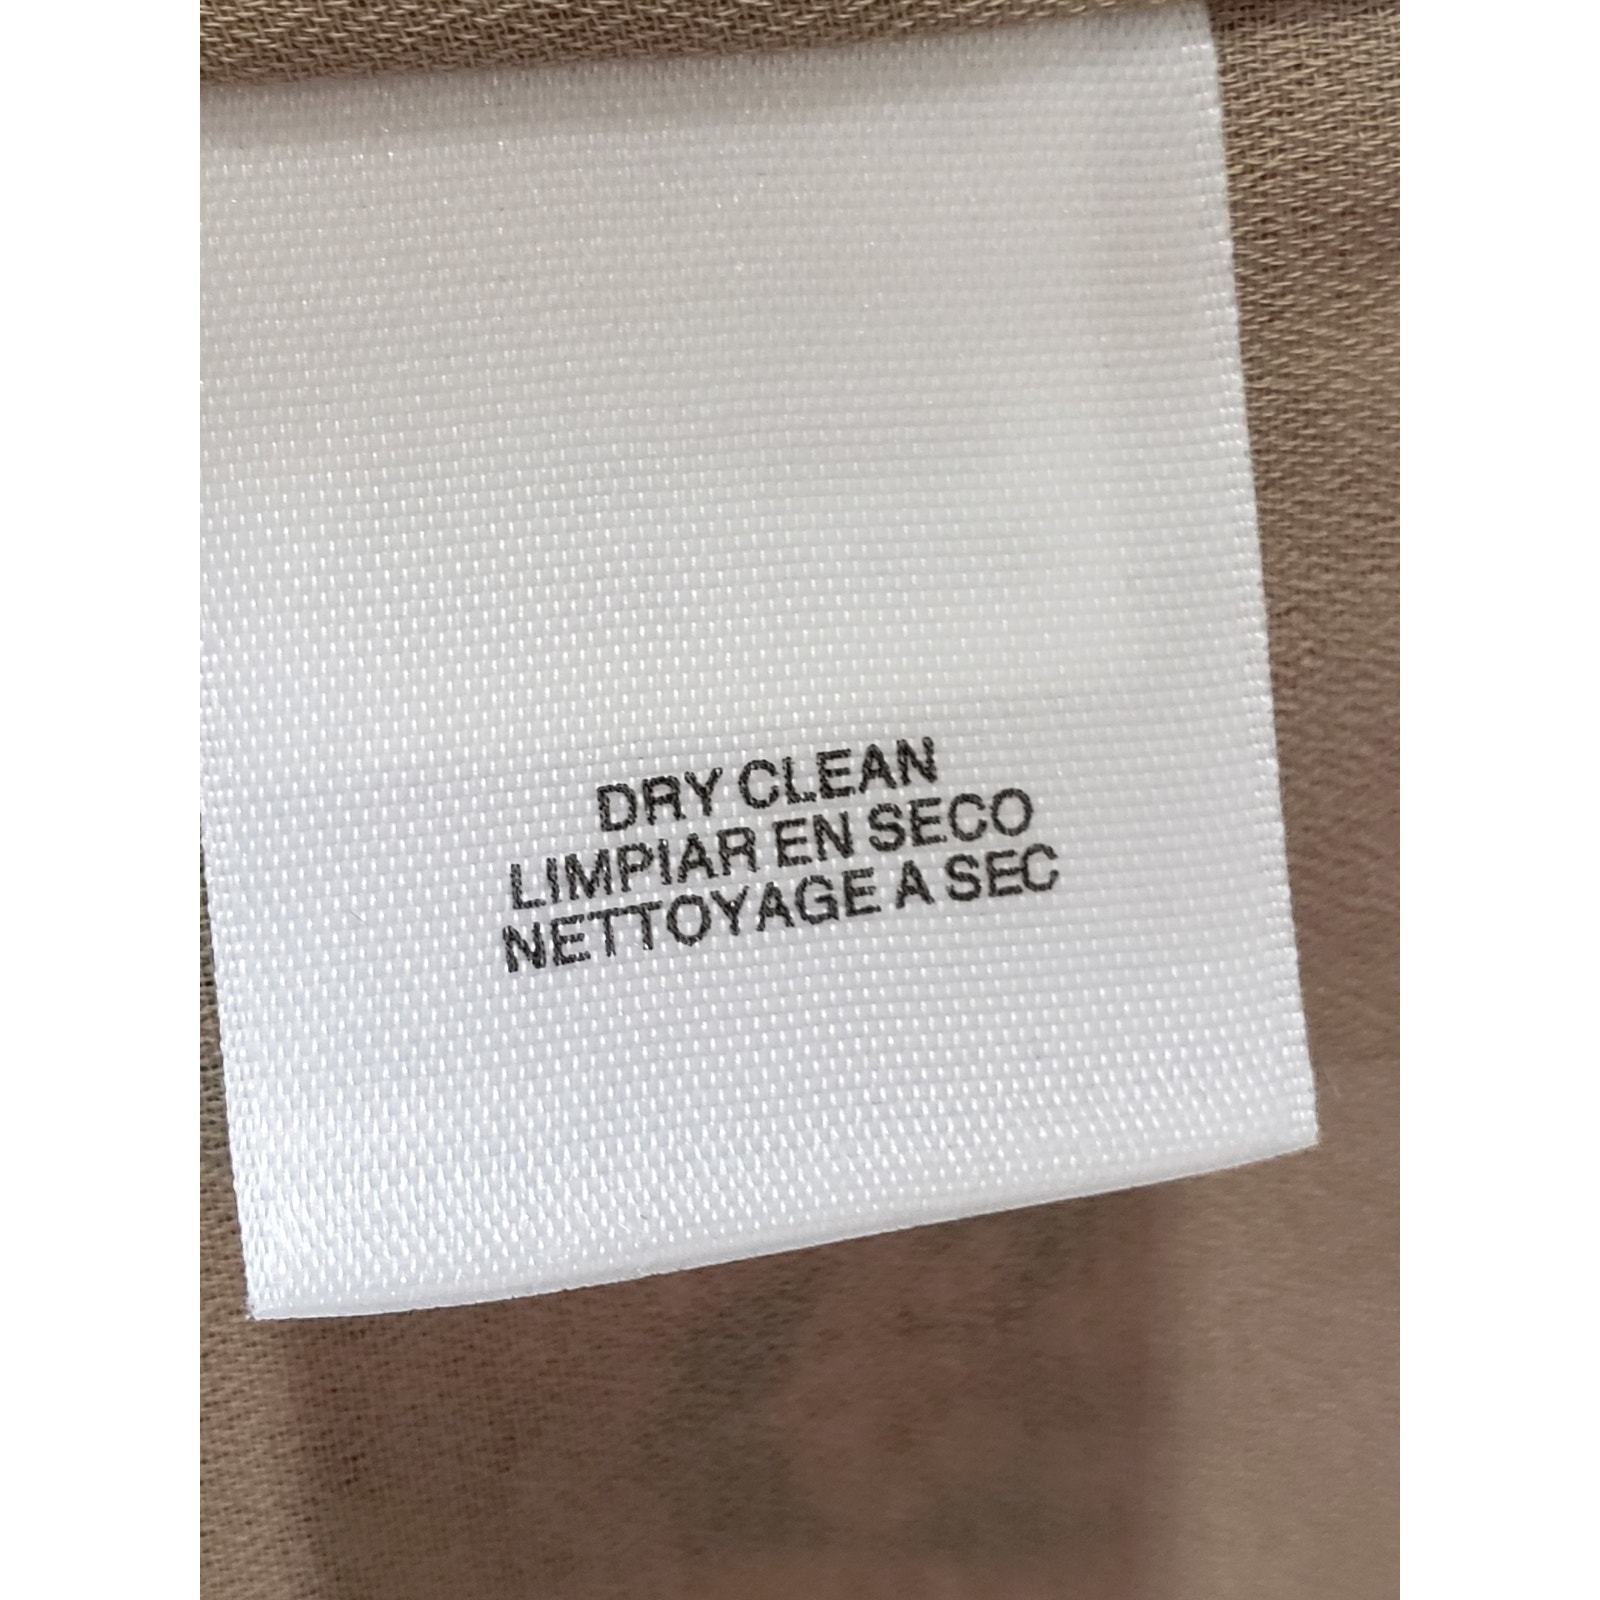 DRY CLEAN
LIMPIAR EN SECO
NETTOYAGE A SEC